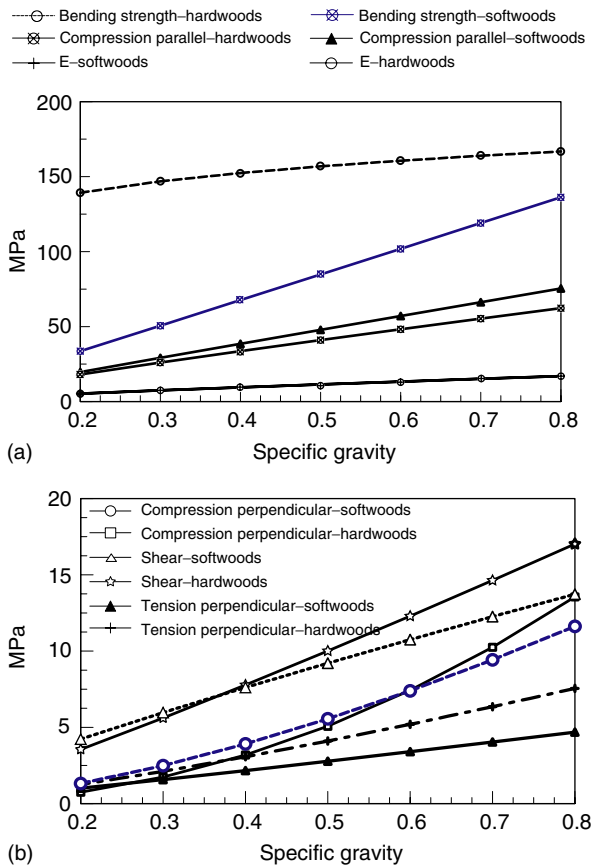 Bending strength–hardwoods
Bending strength–softwoods
Compression parallel–hardwoods
Compression parallel–softwoods
E–softwoods
E–hardwoods
200
150
100
50
0
MPa
0.2 0.3 0.4 0.5 0.6 0.7 0.8
Specific gravity
(a)
20
15
10
5
0
MPa
Compression perpendicular–softwoods
Compression perpendicular–hardwoods
Shear–softwoods
Shear–hardwoods
Tension perpendicular–softwoods
Tension perpendicular–hardwoods
0.2 0.3 0.4 0.5 0.6 0.7 0.8
Specific gravity
(b)